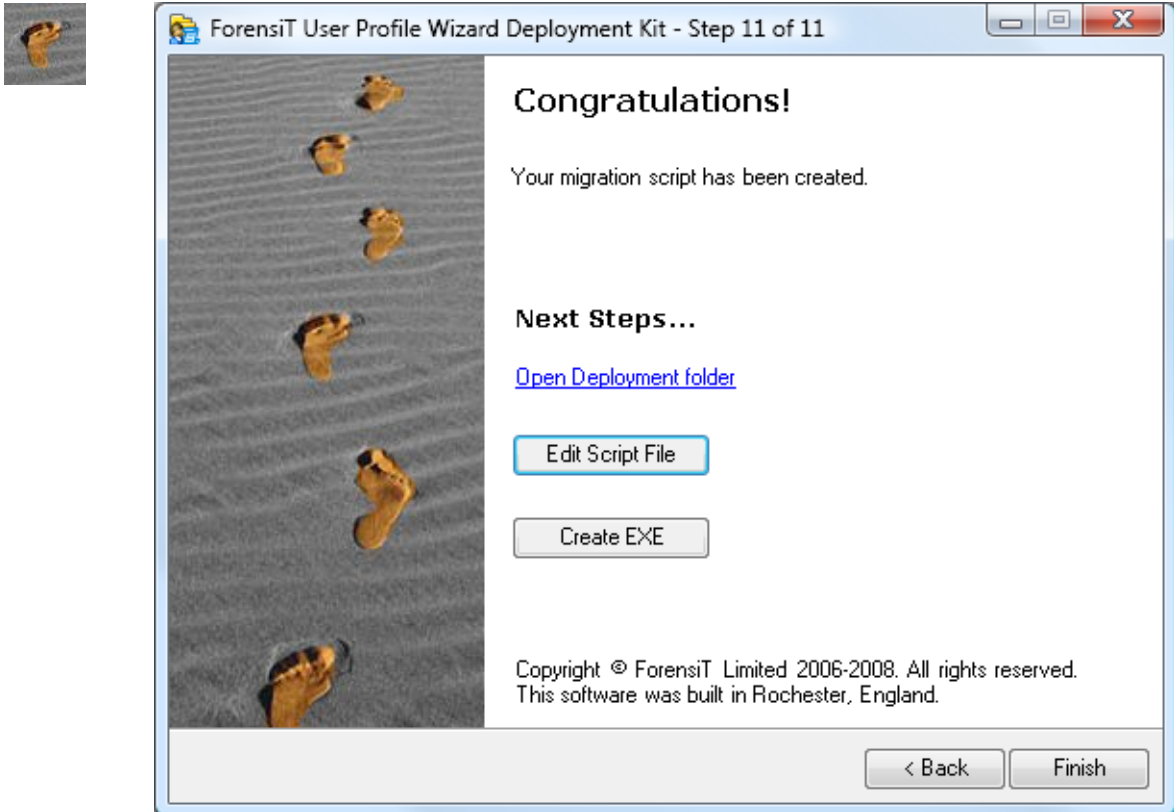 ForensiT User Profile Wizard Deployment Kit - Step 11 of 11
Congratulations!
Your migration script has been created.
Next Steps...
Open Deployment folder
Edit Script File
Create EXE
Copyright © ForensiT Limited 2006-2008. All rights reserved.
This software was built in Rochester, England.
< Back
Finish